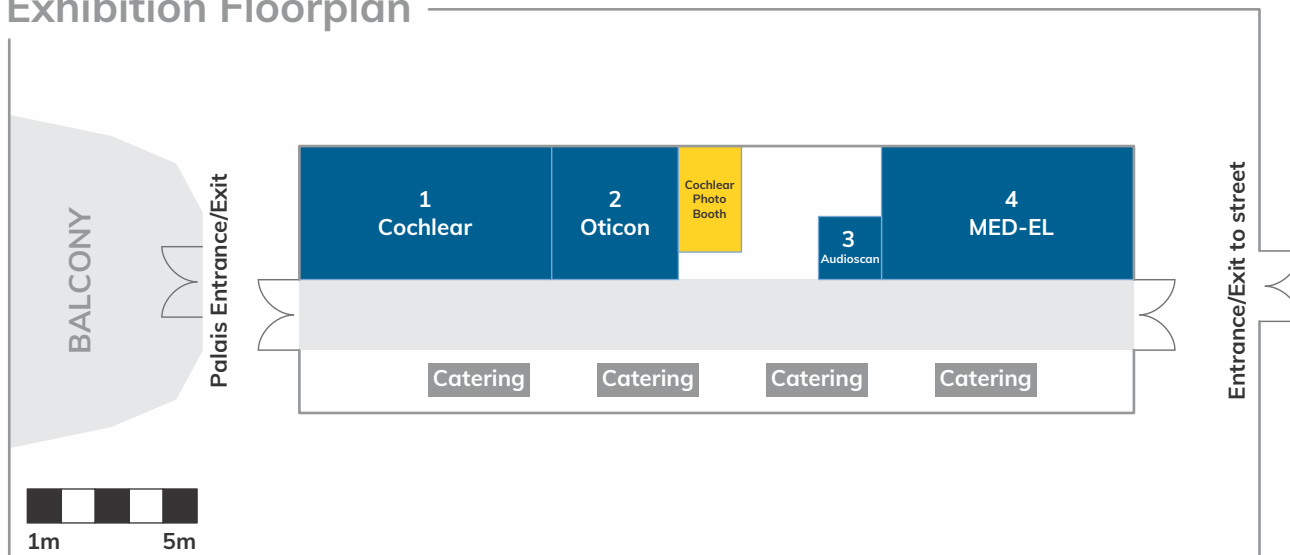 Exhibition Floorplan
BALCONY
Palais Entrance/Exit
1
Cochlear
2
Oticon
Cochlear
Photo
Booth
3
Audioscan
4
MED-EL
Entrance/Exit to street
Catering
Catering
Catering
Catering
1m
5m